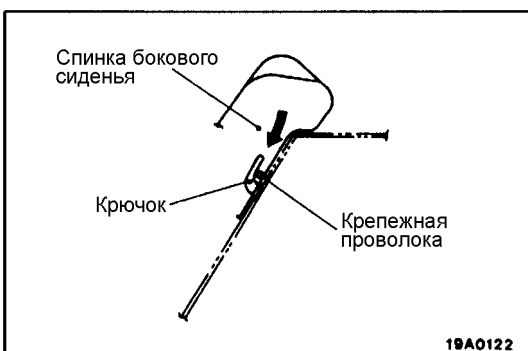 Спинка бокового
сиденья
Крючок
Крепежная
проволока
19A0122